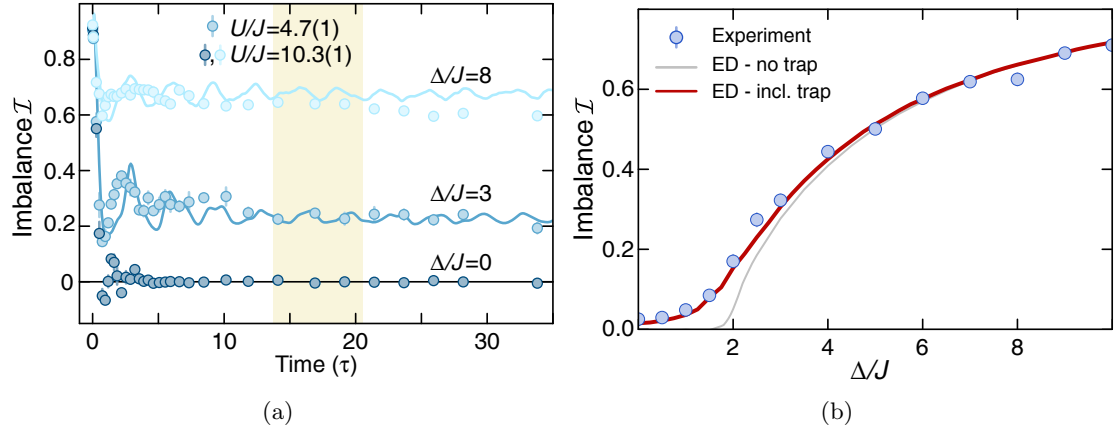 U/J=4.7(1)
, U/J=10.3(1)
Δ/J=8
Δ/J=3
Δ/J=0
Imbalance ℐ
0.8
0.6
0.4
0.2
0
0
10
20
30
Time (τ)
(a)
Experiment
ED - no trap
ED - incl. trap
Imbalance ℐ
0.6
0.4
0.2
0.0
2
4
6
8
Δ/J
(b)